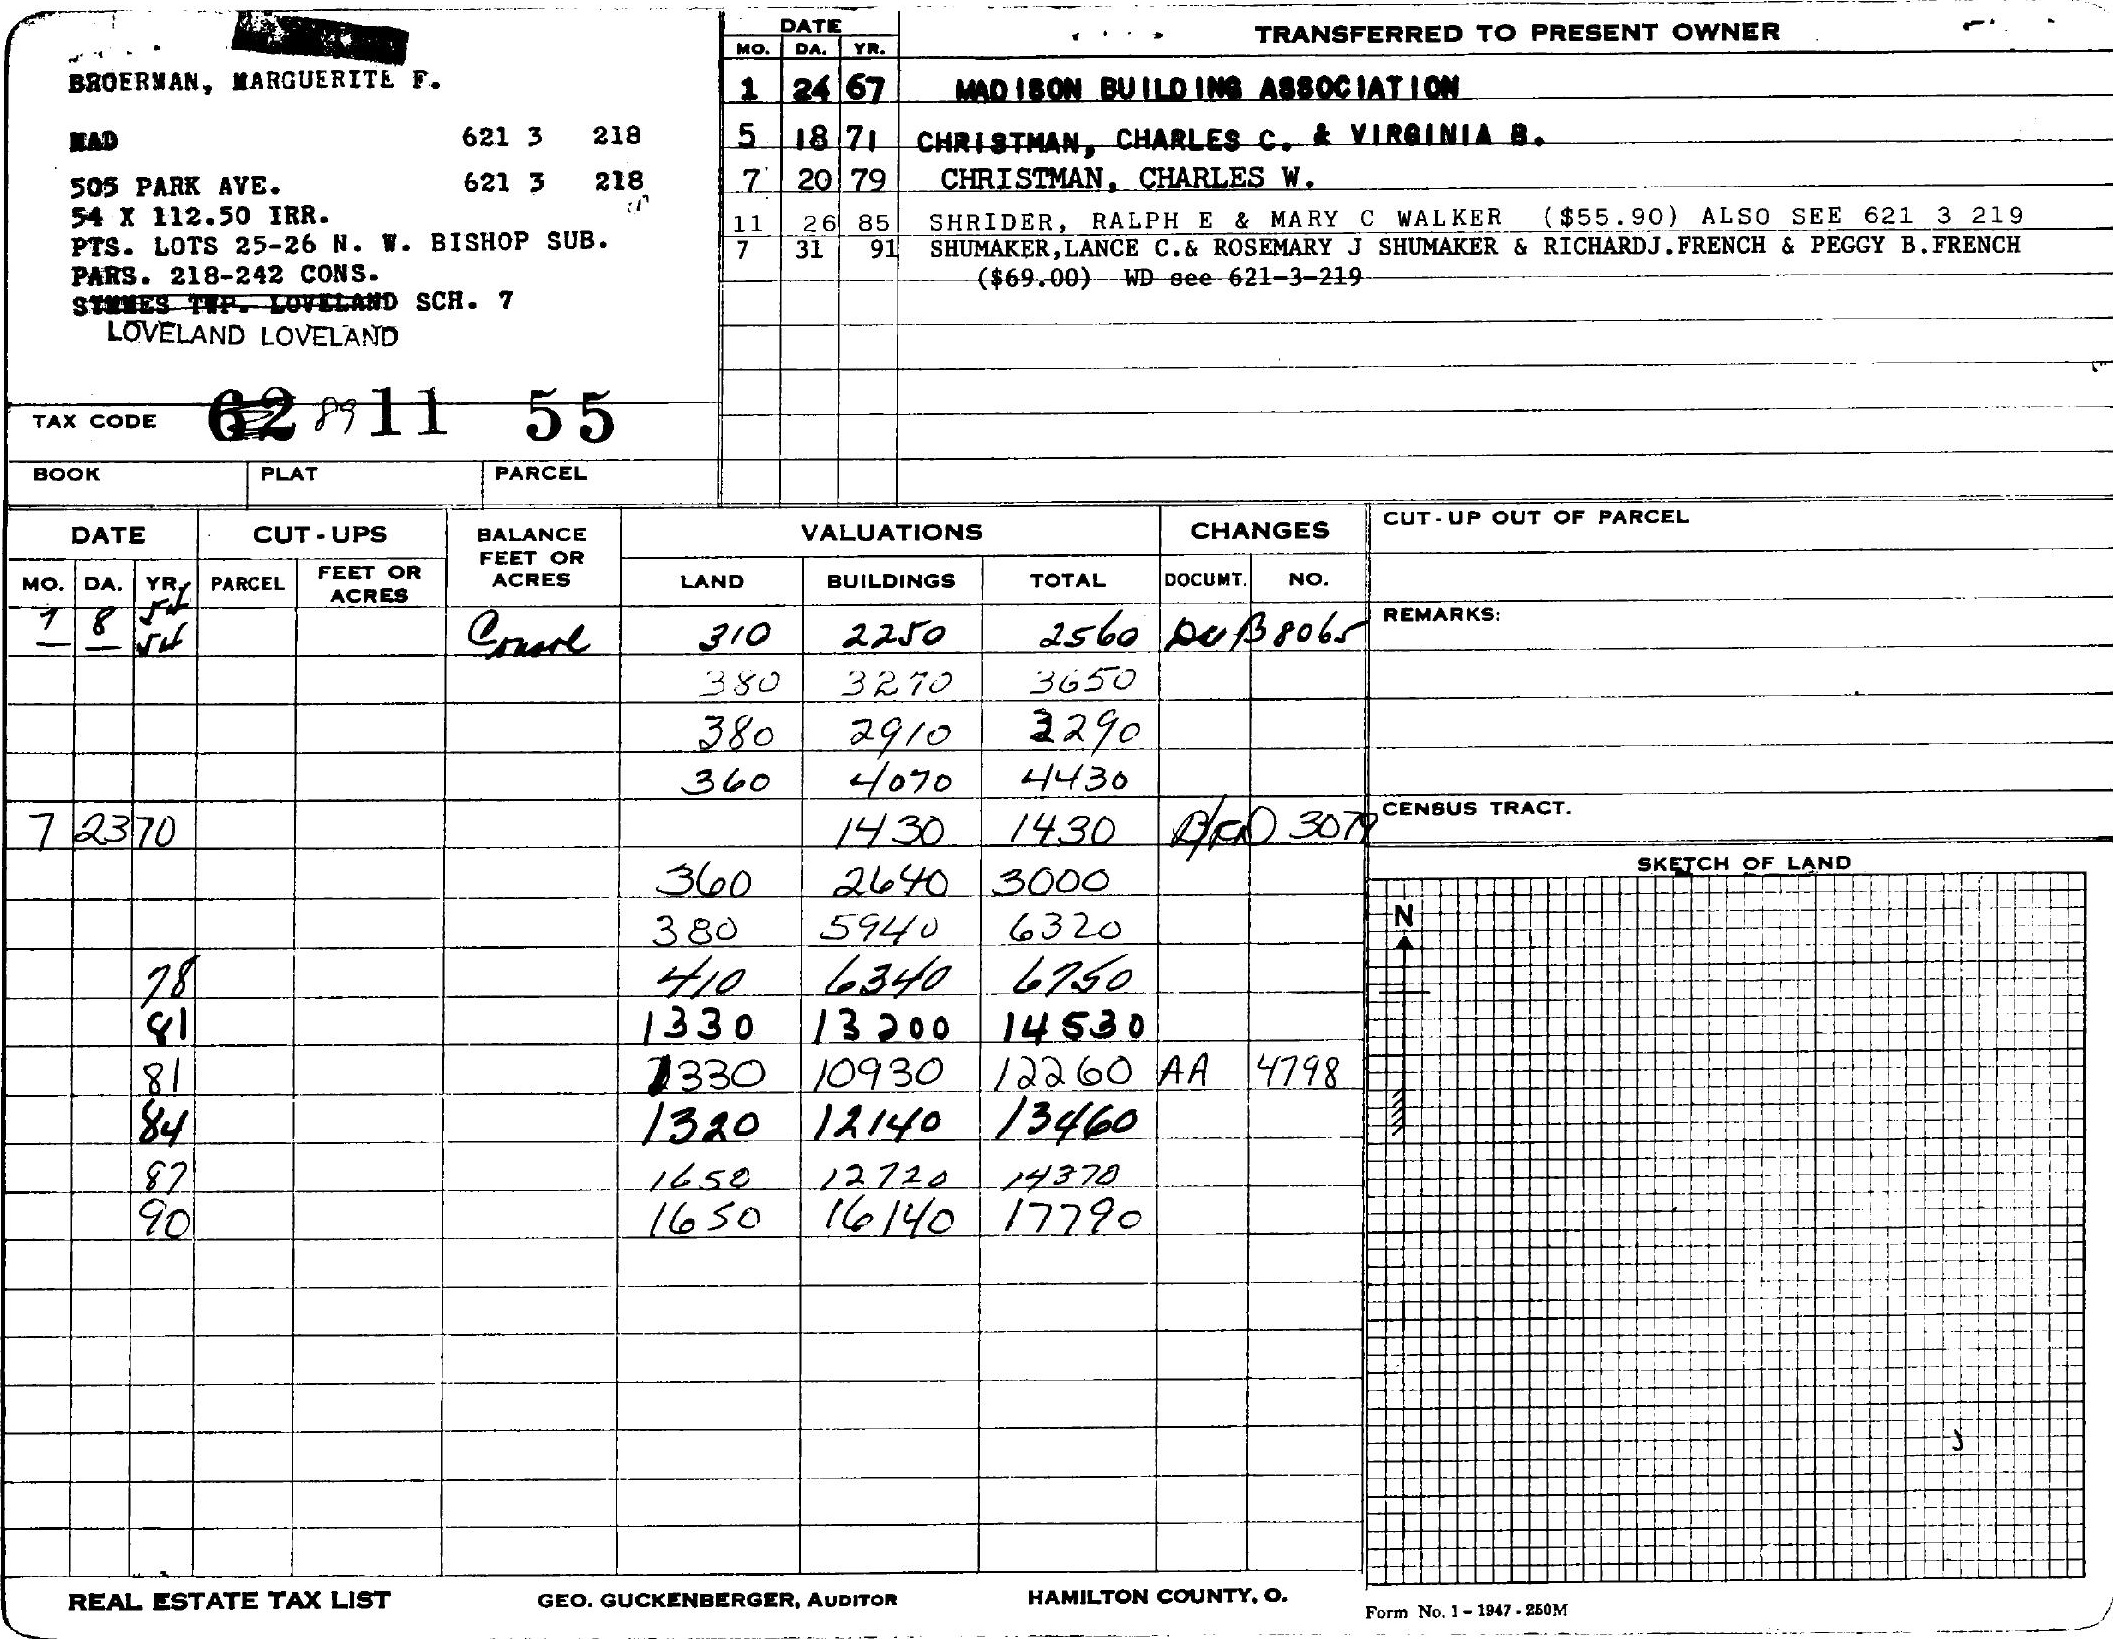 BROERMAN, MARGUERITE F.
MAD 621 3 218
505 PARK AVE. 621 3 218
54 X 112.50 IRR.
PTS. LOTS 25-26 N. W. BISHOP SUB.
PARS. 218-242 CONS.
SYMMES TWP. LOVELAND SCH. 7
LOVELAND LOVELAND
TAX CODE 62 89 11 55
BOOK PLAT PARCEL
DATE TRANSFERRED TO PRESENT OWNER
MO. DA. YR.
1 24 67 MADISON BUILDING ASSOCIATION
5 18 71 CHRISTMAN, CHARLES C. & VIRGINIA B.
7 20 79 CHRISTMAN, CHARLES W.
11 26 85 SHRIDER, RALPH E & MARY C WALKER ($55.90) ALSO SEE 621 3 219
7 31 91 SHUMAKER,LANCE C.& ROSEMARY J SHUMAKER & RICHARDJ.FRENCH & PEGGY B.FRENCH
($69.00) WD see 621-3-219
DATE CUT-UPS BALANCE FEET OR ACRES VALUATIONS CHANGES
MO. DA. YR. PARCEL FEET OR ACRES LAND BUILDINGS TOTAL DOCUMT. NO.
7 8 54
54 Consol 310 2250 2560 8065
380 3270 3650
380 2910 3290
360 4070 4430
7 23 70 1430 1430 3079
360 2640 3000
380 5940 6320
78 410 6340 6750
81 1330 13200 14530
81 1330 10930 12260 AA 4798
84 1320 12140 13460
87 1650 12720 14370
90 1650 16140 17790
CUT-UP OUT OF PARCEL
REMARKS:
CENSUS TRACT.
SKETCH OF LAND
N
REAL ESTATE TAX LIST GEO. GUCKENBERGER, AUDITOR HAMILTON COUNTY, O.
Form No. 1-1947-250M